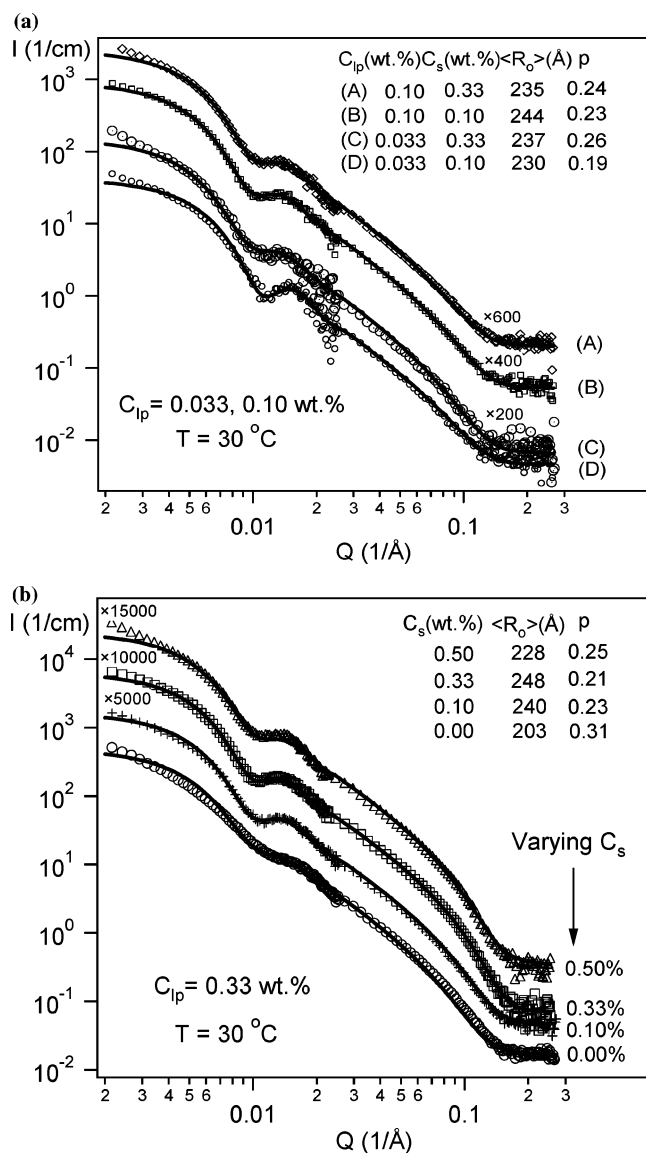 (a)
I (1/cm)
C_lp(wt.%) C_s(wt.%) <R_o>(Å) p
(A) 0.10 0.33 235 0.24
(B) 0.10 0.10 244 0.23
(C) 0.033 0.33 237 0.26
(D) 0.033 0.10 230 0.19
10^3
10^2
10^1
10^0
10^-1
10^-2
×600
(A)
×400
(B)
×200
(C)
(D)
C_lp= 0.033, 0.10 wt.%
T = 30 °C
2 3 4 5 6 2 3 4 5 6 2 3
0.01 0.1
Q (1/Å)
(b)
I (1/cm)
×15000
×10000
×5000
C_s(wt.%) <R_o>(Å) p
0.50 228 0.25
0.33 248 0.21
0.10 240 0.23
0.00 203 0.31
10^4
10^3
10^2
10^1
10^0
10^-1
10^-2
Varying C_s
0.50%
0.33%
0.10%
0.00%
C_lp= 0.33 wt.%
T = 30 °C
2 3 4 5 6 2 3 4 5 6 2 3
0.01 0.1
Q (1/Å)